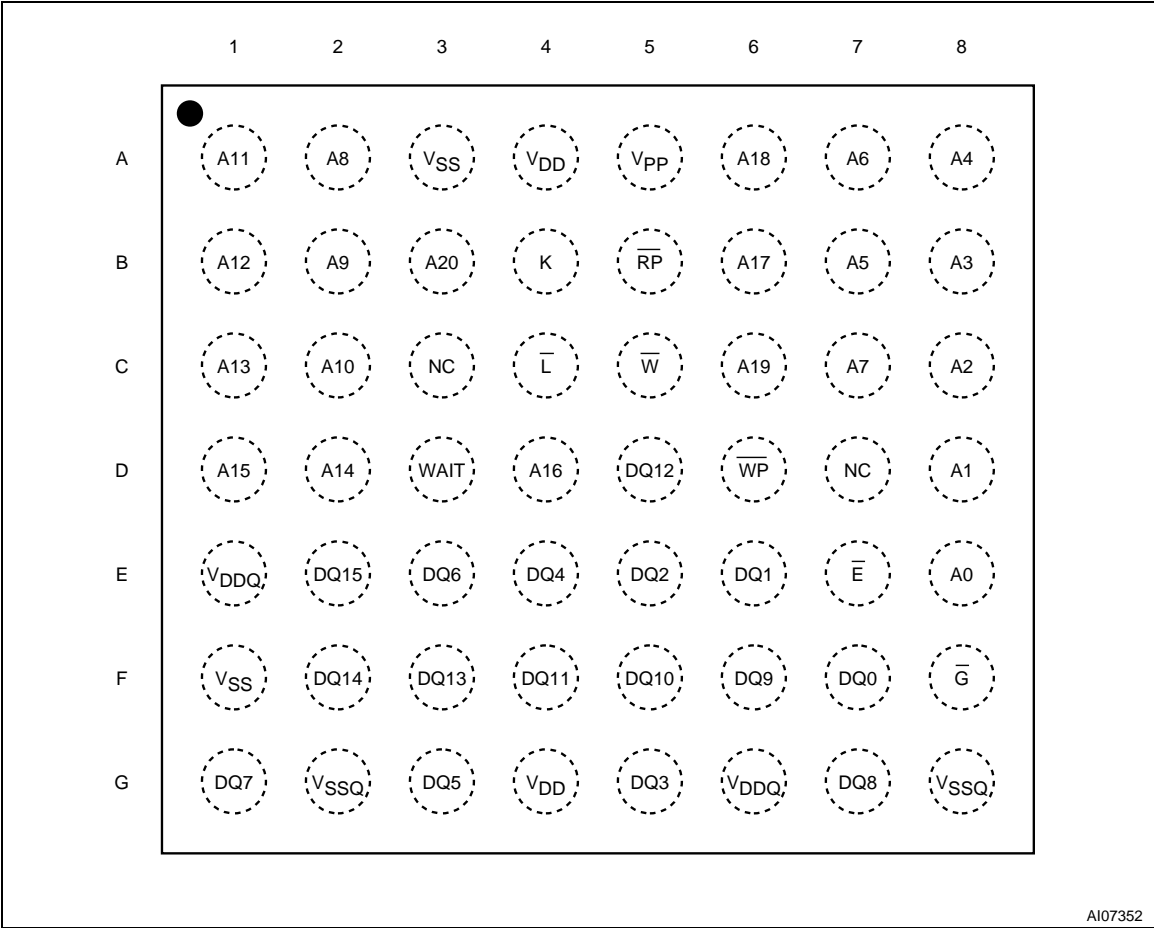 1 2 3 4 5 6 7 8
A A11 A8 VSS VDD VPP A18 A6 A4
B A12 A9 A20 K R̅P̅ A17 A5 A3
C A13 A10 NC L̅ W̅ A19 A7 A2
D A15 A14 WAIT A16 DQ12 W̅P̅ NC A1
E VDDQ DQ15 DQ6 DQ4 DQ2 DQ1 E̅ A0
F VSS DQ14 DQ13 DQ11 DQ10 DQ9 DQ0 G̅
G DQ7 VSSQ DQ5 VDD DQ3 VDDQ DQ8 VSSQ
AI07352